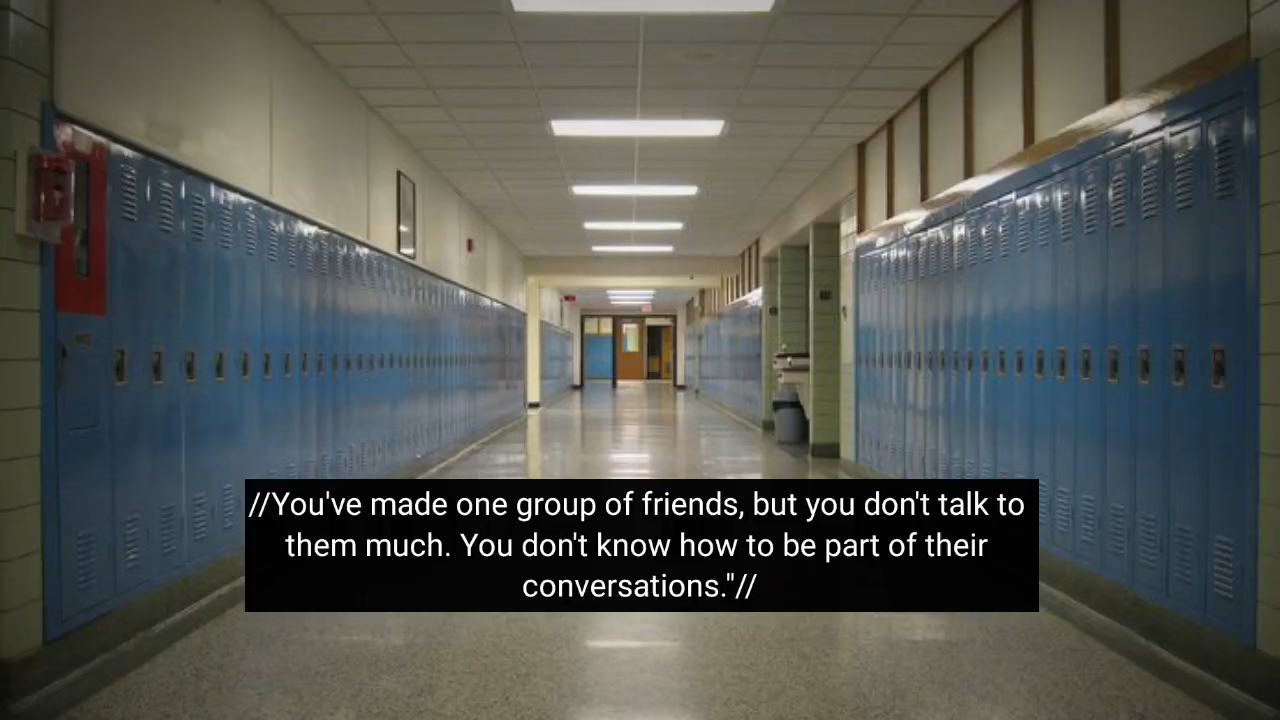 //You've made one group of friends, but you don't talk to
them much. You don't know how to be part of their
conversations."//